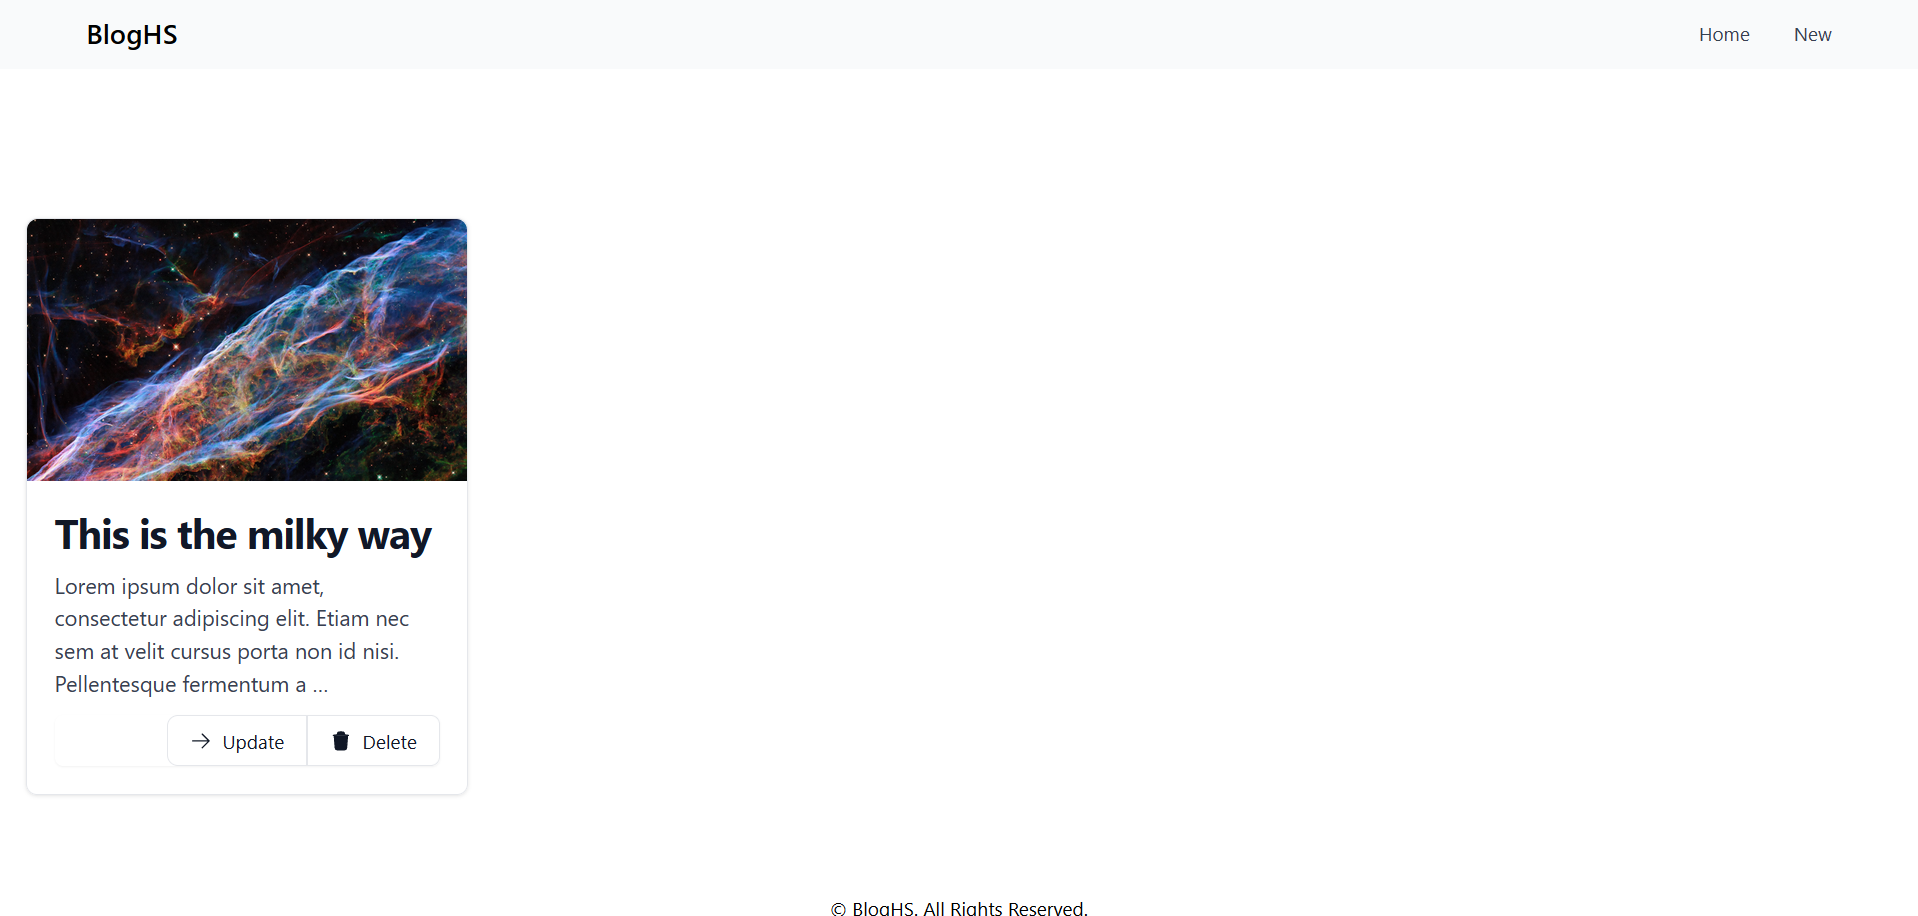 BlogHS
Home
New
This is the milky way
Lorem ipsum dolor sit amet,
consectetur adipiscing elit. Etiam nec
sem at velit cursus porta non id nisi.
Pellentesque fermentum a ...
Update
Delete
© BlogHS. All Rights Reserved.